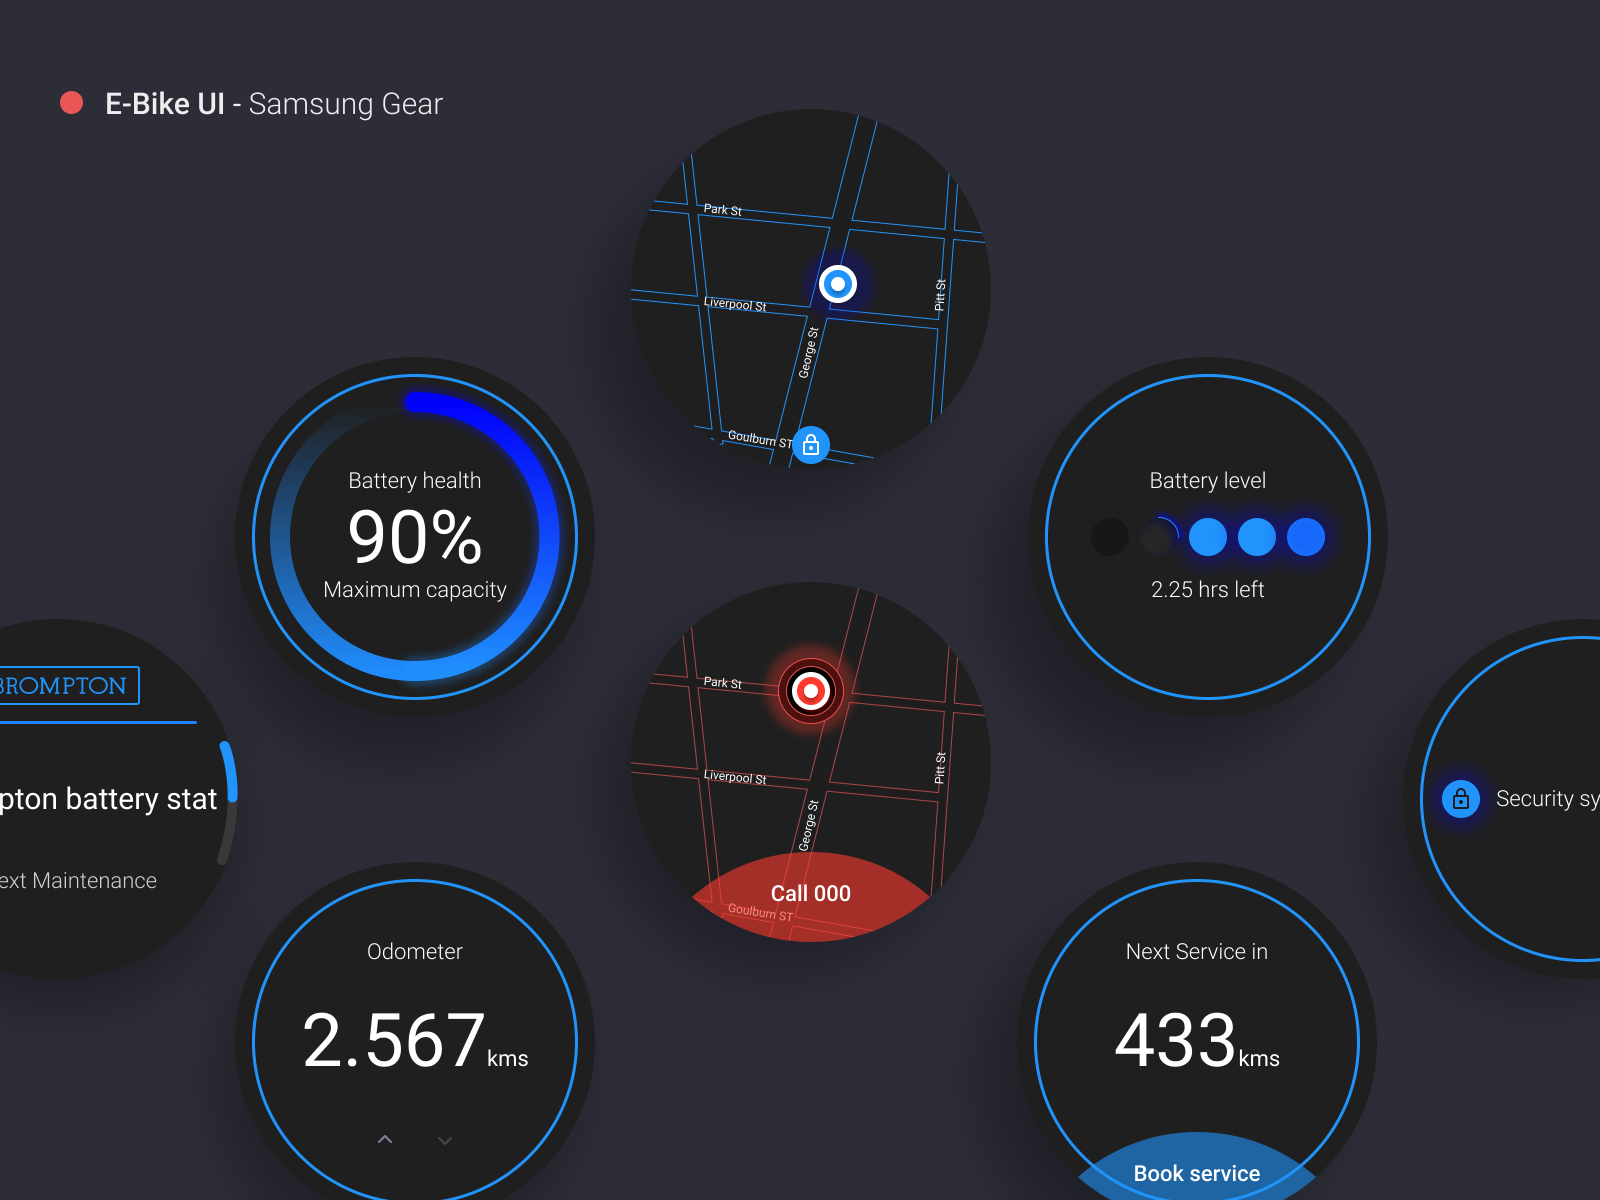 E-Bike UI - Samsung Gear
Park St
Liverpool St
Pitt St
George St
Goulburn ST
Battery health
90%
Maximum capacity
Battery level
2.25 hrs left
BROMPTON
pton battery stat
ext Maintenance
Park St
Liverpool St
Pitt St
George St
Call 000
Goulburn ST
Security sy
Odometer
2.567kms
Next Service in
433kms
Book service